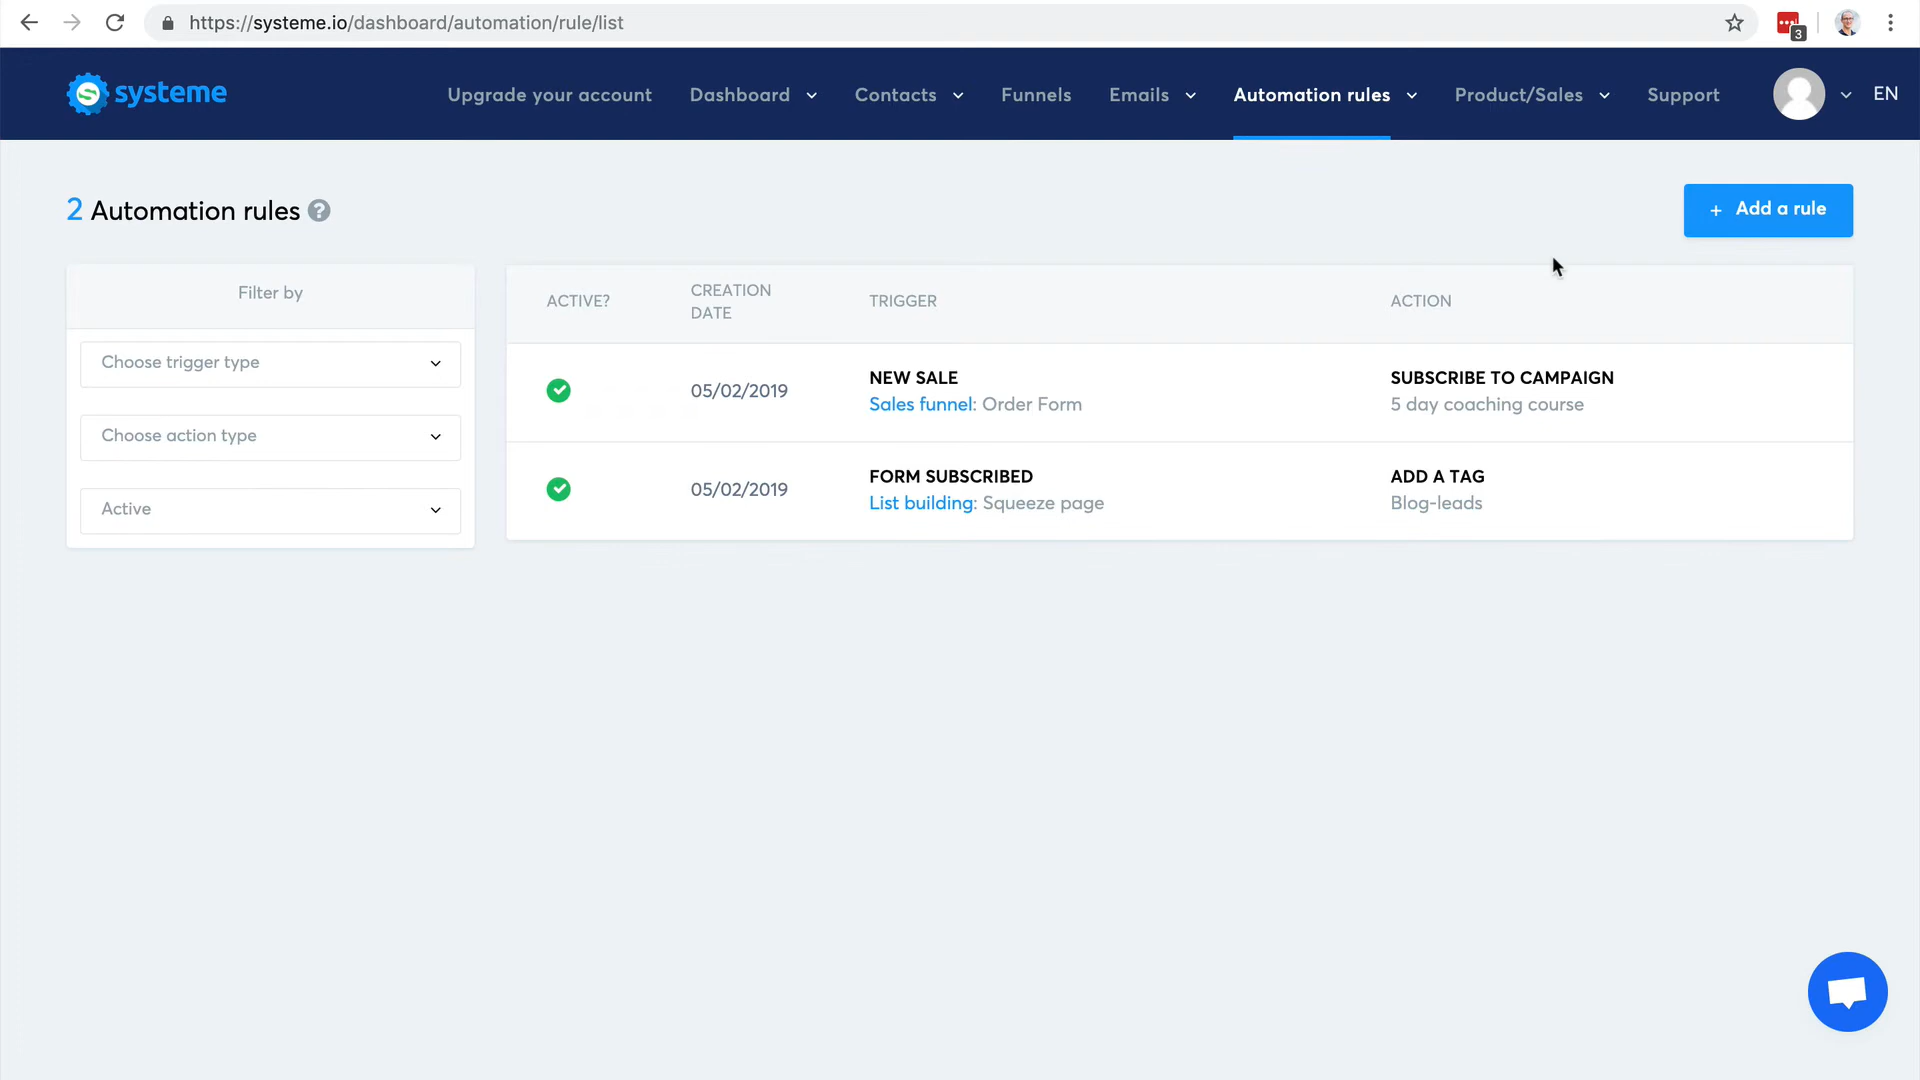 https://systeme.io/dashboard/automation/rule/list
3
systeme
Upgrade your account
Dashboard
Contacts
Funnels
Emails
Automation rules
Product/Sales
Support
EN
2 Automation rules ?
+ Add a rule
Filter by
Choose trigger type
Choose action type
Active
ACTIVE?
CREATION
DATE
TRIGGER
ACTION
05/02/2019
NEW SALE
Sales funnel: Order Form
SUBSCRIBE TO CAMPAIGN
5 day coaching course
05/02/2019
FORM SUBSCRIBED
List building: Squeeze page
ADD A TAG
Blog-leads